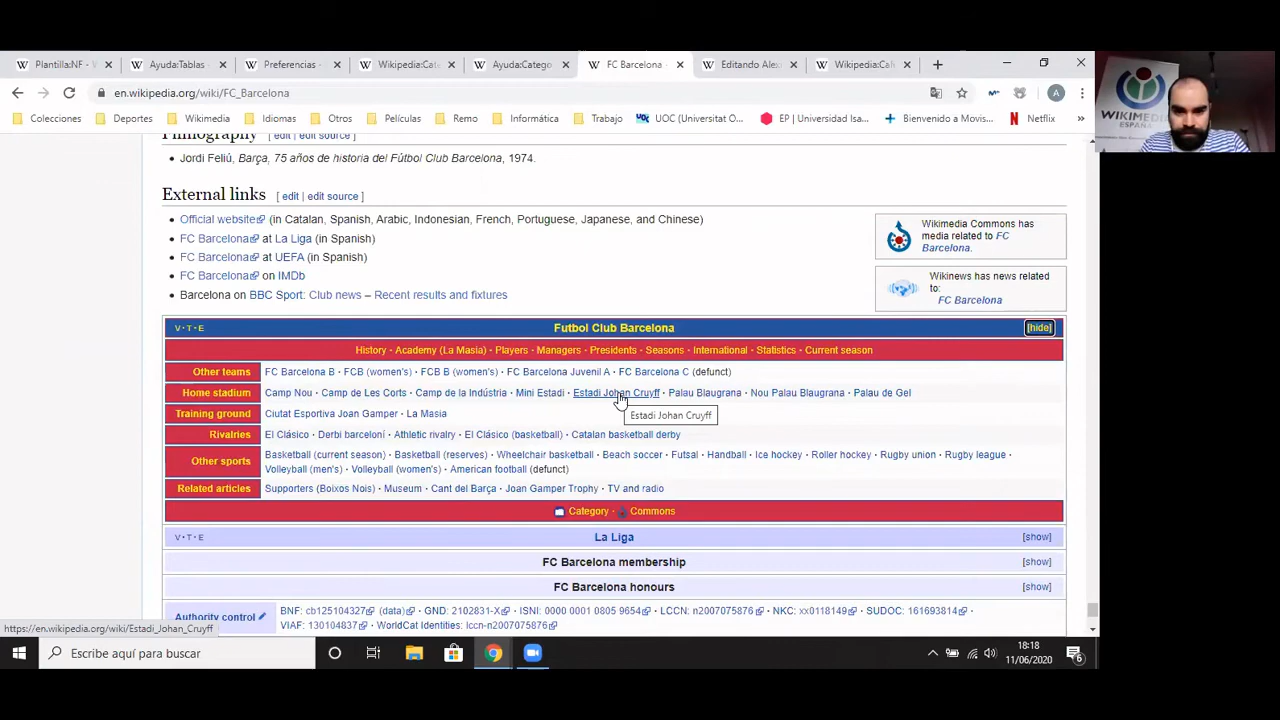 Plantilla:NF - W
Ayuda:Tablas -
Preferencias -
Wikipedia:Cate
Ayuda:Catego
FC Barcelona -
Editando Alex
Wikipedia:Caf
en.wikipedia.org/wiki/FC_Barcelona
Colecciones Deportes Wikimedia Idiomas Otros Películas Remo Informática Trabajo UOC (Universitat O... EP | Universidad Isa... Bienvenido a Movis... Netflix »
WIKIMEDIA
ESPAÑA
Filmography [ edit | edit source ]
• Jordi Feliú, Barça, 75 años de historia del Fútbol Club Barcelona, 1974.
External links [ edit | edit source ]
• Official website (in Catalan, Spanish, Arabic, Indonesian, French, Portuguese, Japanese, and Chinese)
• FC Barcelona at La Liga (in Spanish)
• FC Barcelona at UEFA (in Spanish)
• FC Barcelona on IMDb
• Barcelona on BBC Sport: Club news – Recent results and fixtures
Wikimedia Commons has
media related to FC
Barcelona.
Wikinews has news related
to:
FC Barcelona
V · T · E Futbol Club Barcelona [hide]
History · Academy (La Masia) · Players · Managers · Presidents · Seasons · International · Statistics · Current season
Other teams FC Barcelona B · FCB (women's) · FCB B (women's) · FC Barcelona Juvenil A · FC Barcelona C (defunct)
Home stadium Camp Nou · Camp de Les Corts · Camp de la Indústria · Mini Estadi · Estadi Johan Cruyff · Palau Blaugrana · Nou Palau Blaugrana · Palau de Gel
Estadi Johan Cruyff
Training ground Ciutat Esportiva Joan Gamper · La Masia
Rivalries El Clásico · Derbi barceloní · Athletic rivalry · El Clásico (basketball) · Catalan basketball derby
Other sports Basketball (current season) · Basketball (reserves) · Wheelchair basketball · Beach soccer · Futsal · Handball · Ice hockey · Roller hockey · Rugby union · Rugby league ·
Volleyball (men's) · Volleyball (women's) · American football (defunct)
Related articles Supporters (Boixos Nois) · Museum · Cant del Barça · Joan Gamper Trophy · TV and radio
Category · Commons
V · T · E La Liga [show]
FC Barcelona membership [show]
FC Barcelona honours [show]
Authority control BNF: cb125104327 (data) · GND: 2102831-X · ISNI: 0000 0001 0805 9654 · LCCN: n2007075876 · NKC: xx0118149 · SUDOC: 161693814 ·
VIAF: 130104837 · WorldCat Identities: lccn-n2007075876
https://en.wikipedia.org/wiki/Estadi_Johan_Cruyff
Escribe aquí para buscar
18:18
11/06/2020
6